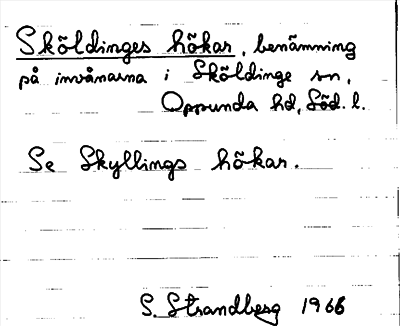 Sköldinges hökar, benämning
på invånarna i Sköldinge sn,
Oppunda hd, Söd. l.
Se Skyllings hökar.
S. Strandberg 1966